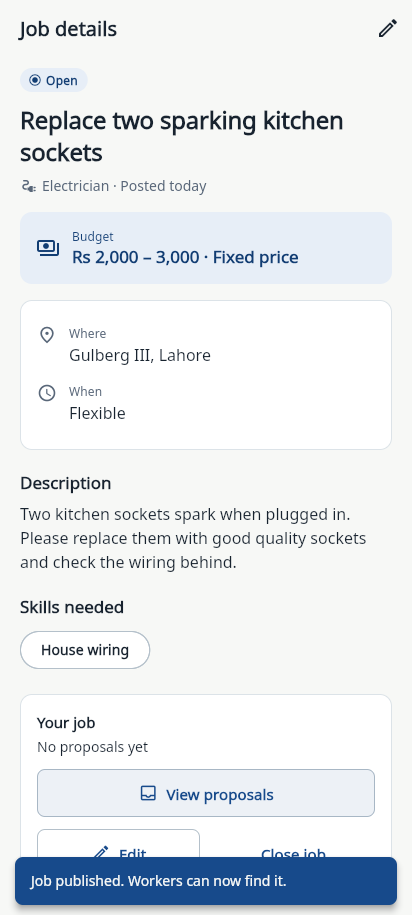 Job details
Open
Replace two sparking kitchen
sockets
Electrician · Posted today
Budget
Rs 2,000 – 3,000 · Fixed price
Where
Gulberg III, Lahore
When
Flexible
Description
Two kitchen sockets spark when plugged in.
Please replace them with good quality sockets
and check the wiring behind.
Skills needed
House wiring
Your job
No proposals yet
View proposals
Edit
Close job
Job published. Workers can now find it.